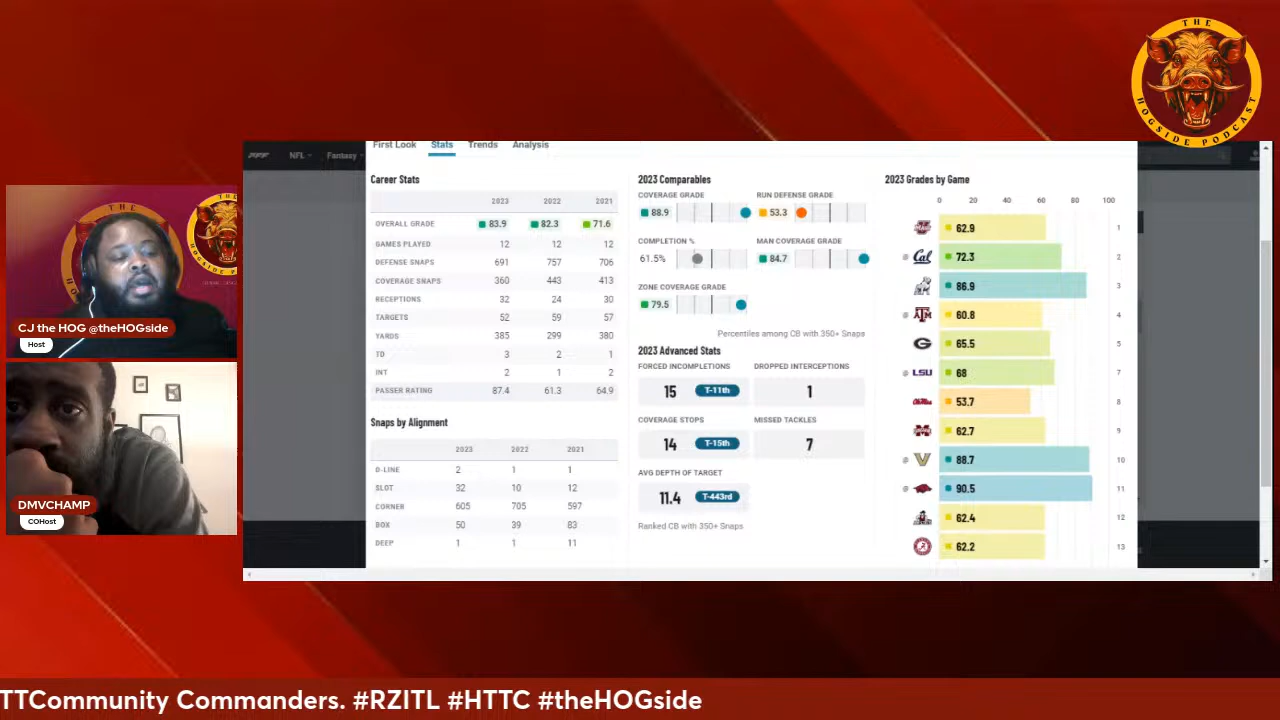 THE
HOGSIDE PODCAST
PFF
NFL
Fantasy
First Look Stats Trends Analysis
Career Stats
2023 2022 2021
OVERALL GRADE 83.9 82.3 71.6
GAMES PLAYED 12 12 12
DEFENSE SNAPS 691 757 706
COVERAGE SNAPS 360 443 413
RECEPTIONS 32 24 30
TARGETS 52 59 57
YARDS 385 299 380
TD 3 2 1
INT 2 1 2
PASSER RATING 87.4 61.3 64.9
Snaps by Alignment
2023 2022 2021
D-LINE 2 1 1
SLOT 32 10 12
CORNER 605 705 597
BOX 50 39 83
DEEP 1 1 11
2023 Comparables
COVERAGE GRADE RUN DEFENSE GRADE
88.9 53.3
COMPLETION % MAN COVERAGE GRADE
61.5% 84.7
ZONE COVERAGE GRADE
79.5
Percentiles among CB with 350+ Snaps
2023 Advanced Stats
FORCED INCOMPLETIONS DROPPED INTERCEPTIONS
15 T-11th 1
COVERAGE STOPS MISSED TACKLES
14 T-15th 7
AVG DEPTH OF TARGET
11.4 T-443rd
Ranked CB with 350+ Snaps
2023 Grades by Game
0 20 40 60 80 100
62.9 1
@ Cal 72.3 2
86.9 3
@ ATM 60.8 4
G 65.5 5
@ LSU 68 7
Ole Miss 53.7 8
M 62.7 9
@ V 88.7 10
@ 90.5 11
62.4 12
62.2 13
CJ the HOG @theHOGside
Host
DMVCHAMP
COHost
TTCommunity Commanders. #RZITL #HTTC #theHOGside